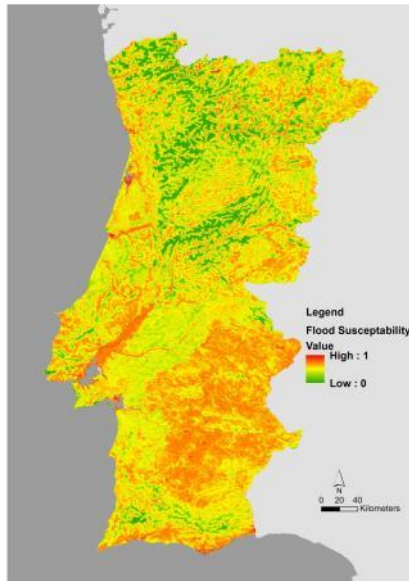 Legend
Flood Susceptability
Value
High : 1
Low : 0
N
0 20 40
Kilometers